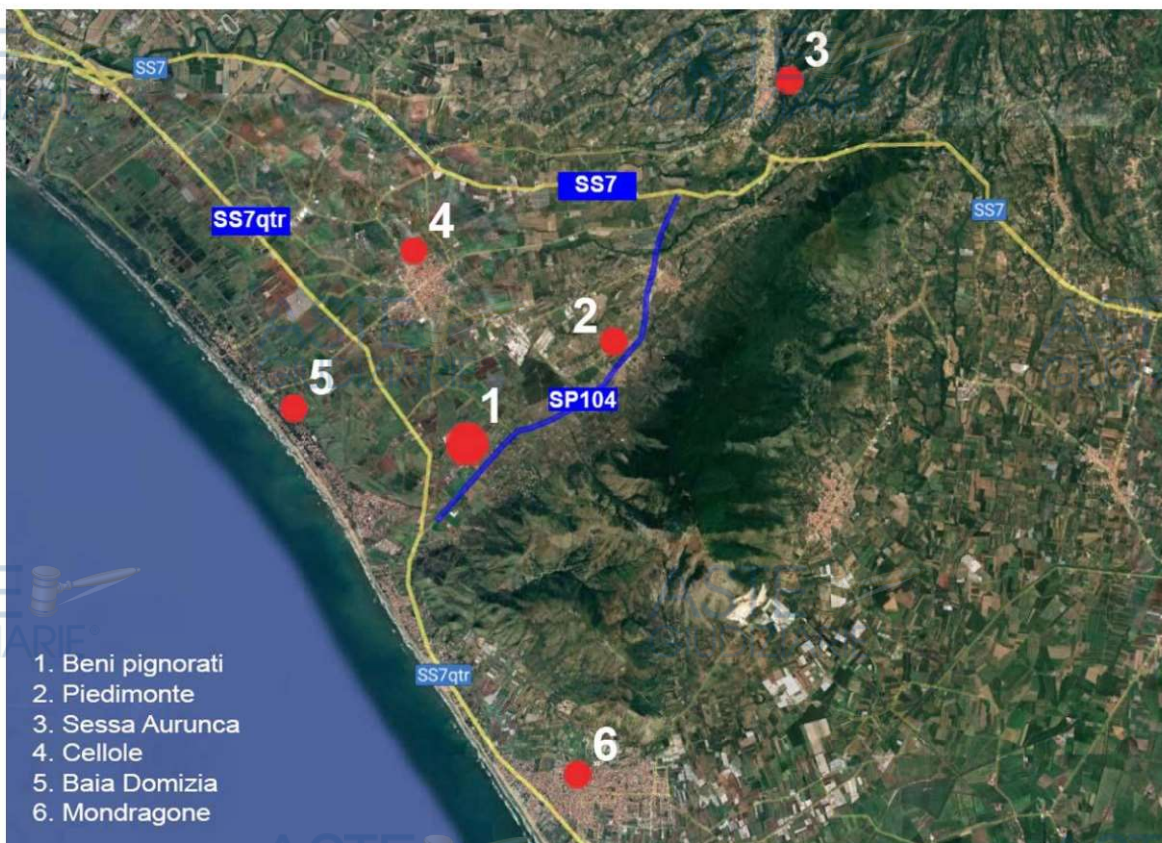 SS7
3
SS7
SS7qtr
SS7
4
2
5
SP104
1
SS7qtr
6
1. Beni pignorati
2. Piedimonte
3. Sessa Aurunca
4. Cellole
5. Baia Domizia
6. Mondragone
ASTE